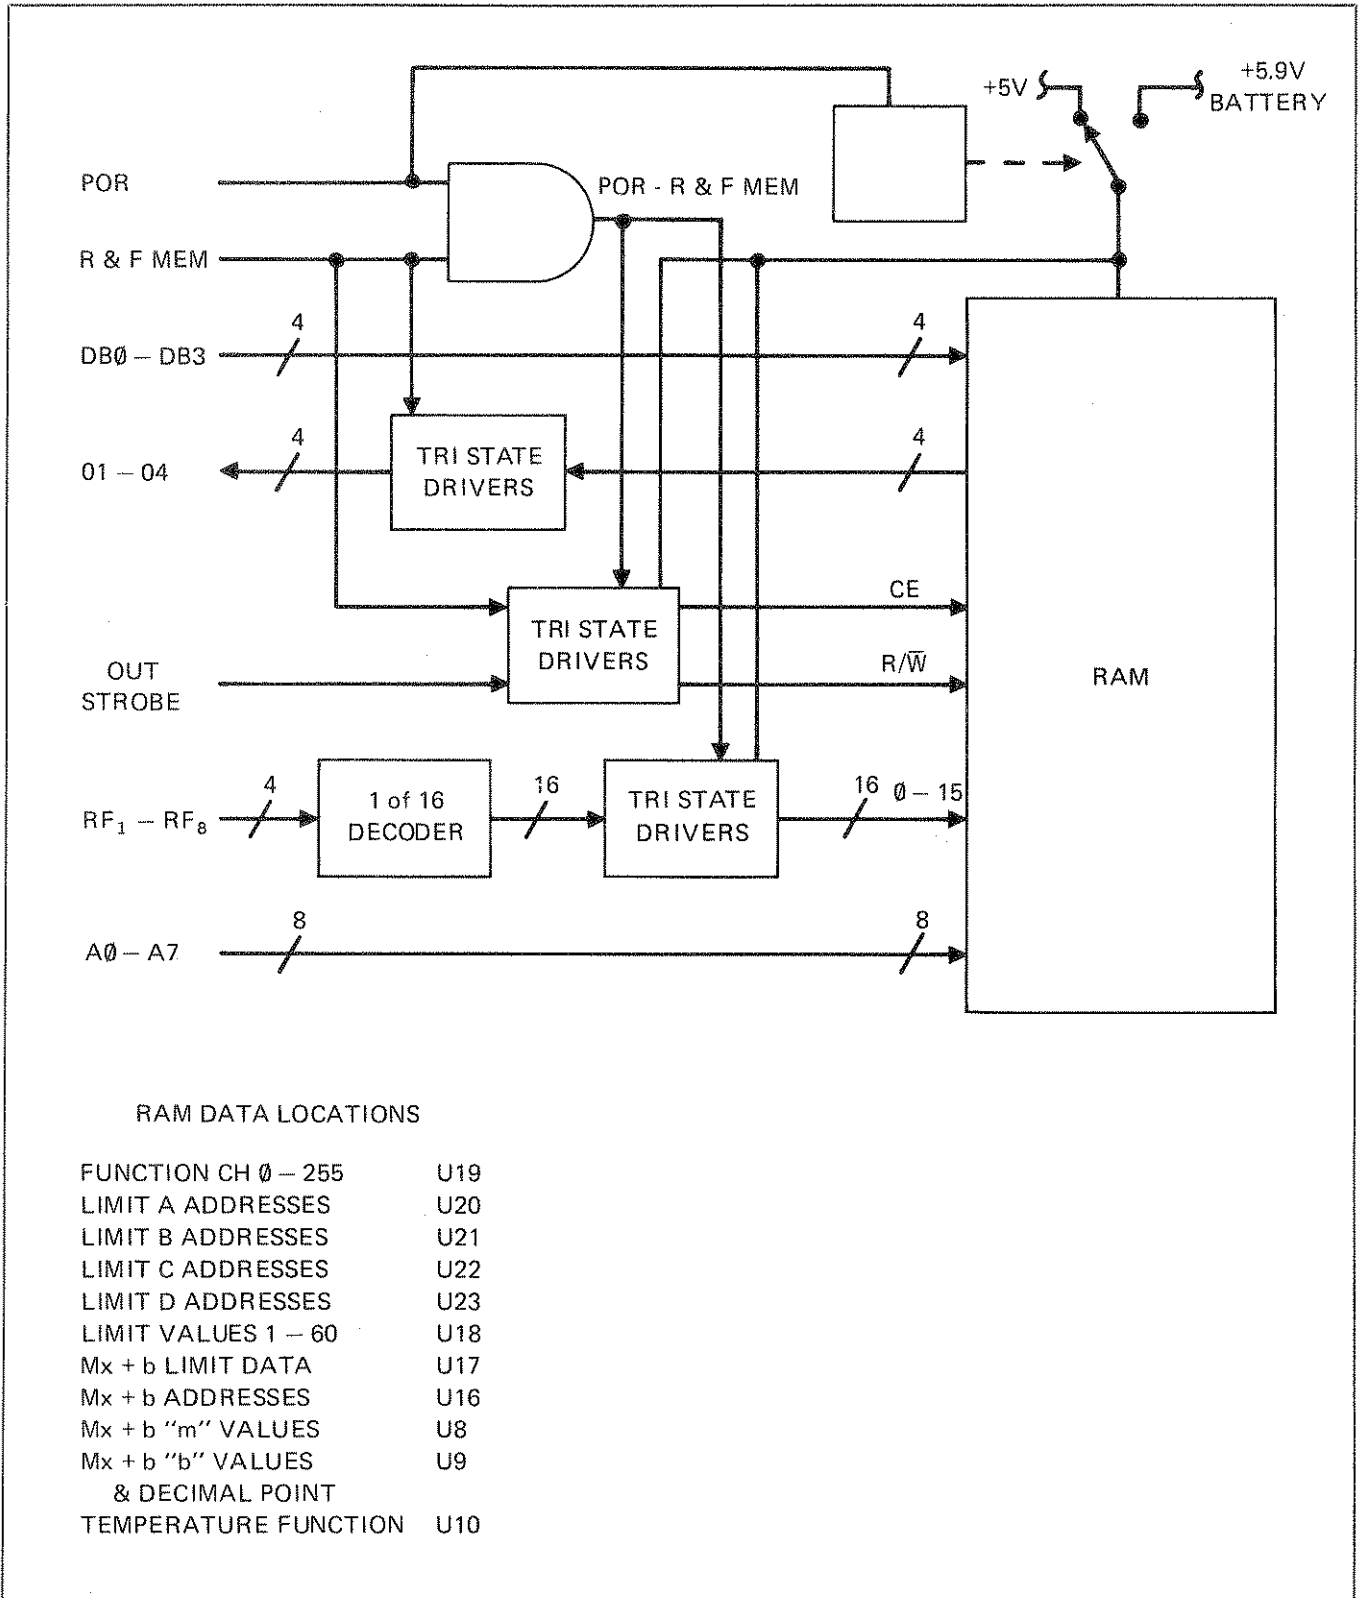 +5V
+5.9V
BATTERY
POR
POR - R & F MEM
R & F MEM
4
4
DBØ – DB3
4
4
01 – 04
TRI STATE
DRIVERS
CE
TRI STATE
DRIVERS
R/W̅
OUT
STROBE
RAM
4
16
16
Ø – 15
RF₁ – RF₈
1 of 16
DECODER
TRI STATE
DRIVERS
8
8
AØ – A7
RAM DATA LOCATIONS
FUNCTION CH Ø – 255 U19
LIMIT A ADDRESSES U20
LIMIT B ADDRESSES U21
LIMIT C ADDRESSES U22
LIMIT D ADDRESSES U23
LIMIT VALUES 1 – 60 U18
Mx + b LIMIT DATA U17
Mx + b ADDRESSES U16
Mx + b "m" VALUES U8
Mx + b "b" VALUES U9
& DECIMAL POINT
TEMPERATURE FUNCTION U10